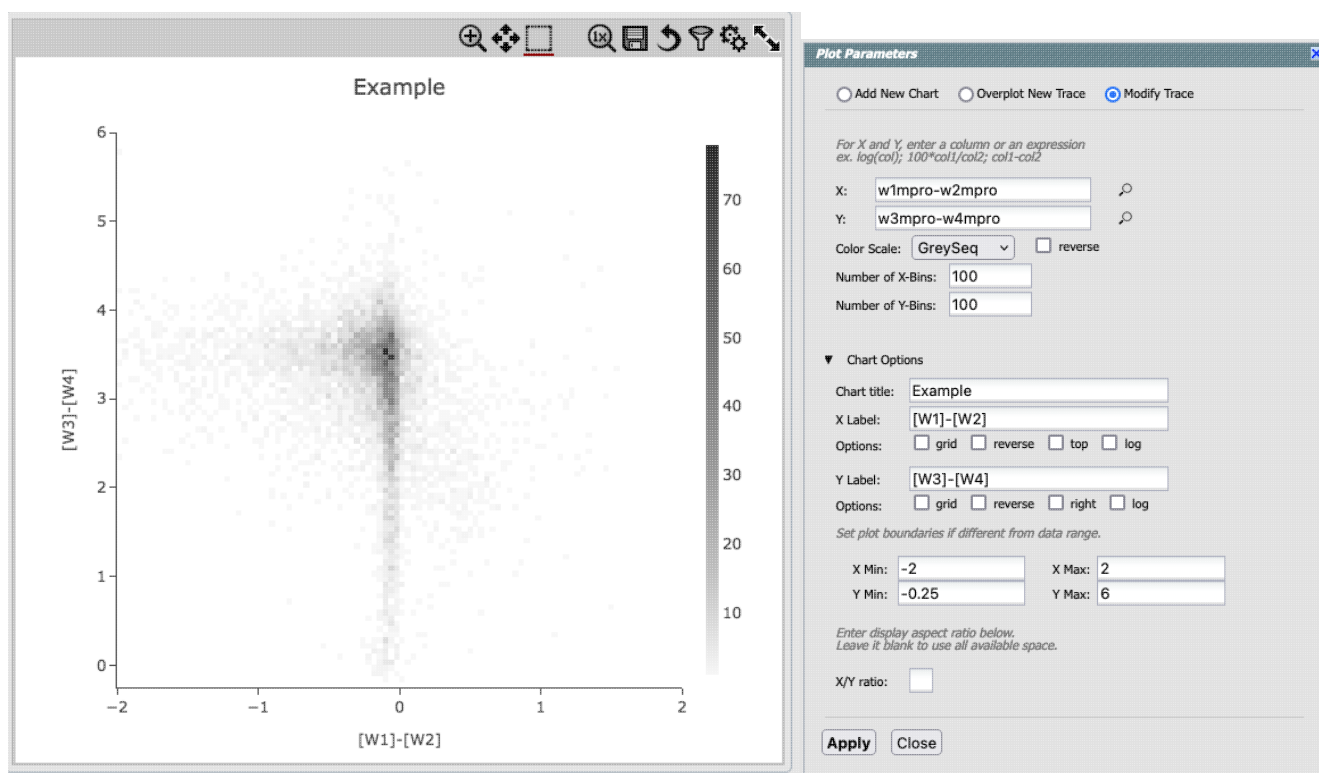 1x
Example
6
5
4
3
2
1
0
[W3]-[W4]
−2
−1
0
1
2
[W1]-[W2]
70
60
50
40
30
20
10
Plot Parameters
Add New Chart Overplot New Trace Modify Trace
For X and Y, enter a column or an expression
ex. log(col); 100*col1/col2; col1-col2
X: w1mpro-w2mpro
Y: w3mpro-w4mpro
Color Scale: GreySeq reverse
Number of X-Bins: 100
Number of Y-Bins: 100
Chart Options
Chart title: Example
X Label: [W1]-[W2]
Options: grid reverse top log
Y Label: [W3]-[W4]
Options: grid reverse right log
Set plot boundaries if different from data range.
X Min: -2 X Max: 2
Y Min: -0.25 Y Max: 6
Enter display aspect ratio below.
Leave it blank to use all available space.
X/Y ratio:
Apply Close